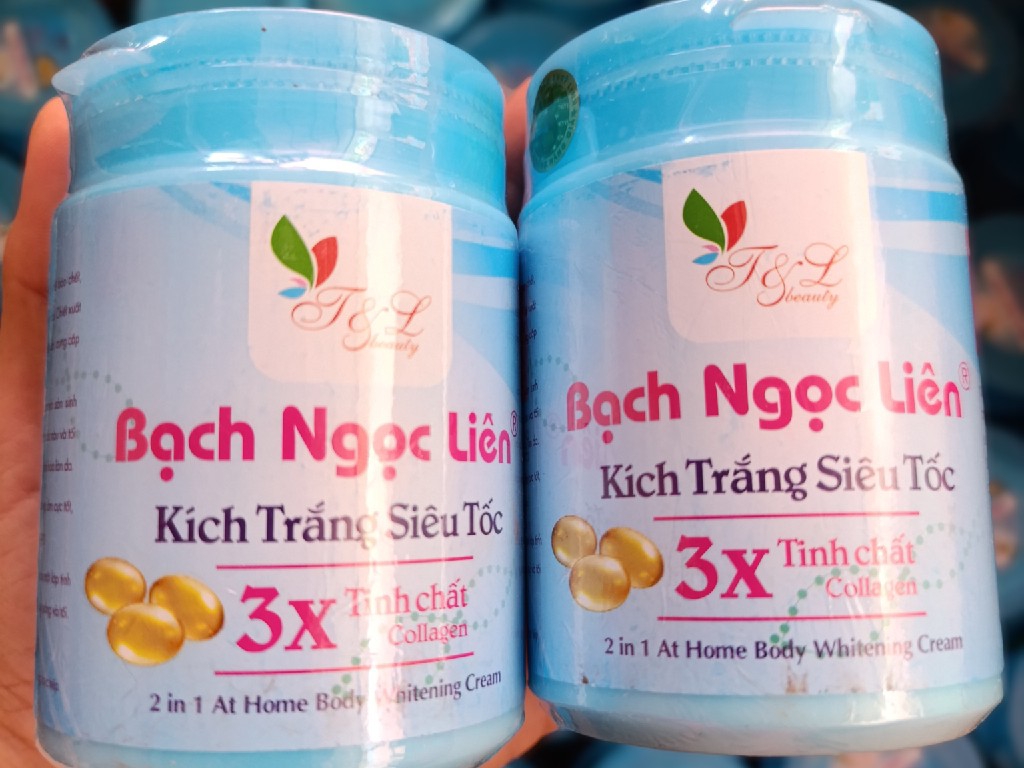 T&L
beauty
Bạch Ngọc Liên®
Kích Trắng Siêu Tốc
3x Tinh chất
Collagen
2 in 1 At Home Body Whitening Cream
T&L
beauty
Bạch Ngọc Liên®
Kích Trắng Siêu Tốc
3x Tinh chất
Collagen
2 in 1 At Home Body Whitening Cream